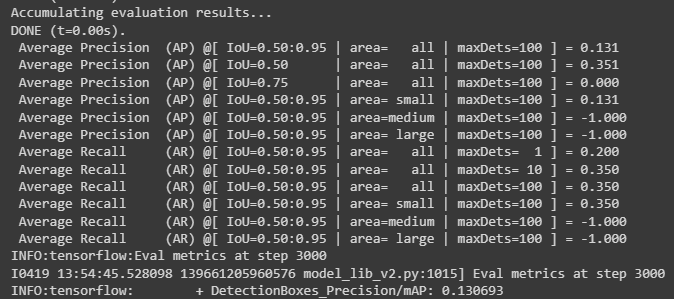 Accumulating evaluation results...
DONE (t=0.00s).
Average Precision  (AP) @[ IoU=0.50:0.95 | area=   all | maxDets=100 ] = 0.131
Average Precision  (AP) @[ IoU=0.50      | area=   all | maxDets=100 ] = 0.351
Average Precision  (AP) @[ IoU=0.75      | area=   all | maxDets=100 ] = 0.000
Average Precision  (AP) @[ IoU=0.50:0.95 | area= small | maxDets=100 ] = 0.131
Average Precision  (AP) @[ IoU=0.50:0.95 | area=medium | maxDets=100 ] = -1.000
Average Precision  (AP) @[ IoU=0.50:0.95 | area= large | maxDets=100 ] = -1.000
Average Recall     (AR) @[ IoU=0.50:0.95 | area=   all | maxDets=  1 ] = 0.200
Average Recall     (AR) @[ IoU=0.50:0.95 | area=   all | maxDets= 10 ] = 0.350
Average Recall     (AR) @[ IoU=0.50:0.95 | area=   all | maxDets=100 ] = 0.350
Average Recall     (AR) @[ IoU=0.50:0.95 | area= small | maxDets=100 ] = 0.350
Average Recall     (AR) @[ IoU=0.50:0.95 | area=medium | maxDets=100 ] = -1.000
Average Recall     (AR) @[ IoU=0.50:0.95 | area= large | maxDets=100 ] = -1.000
INFO:tensorflow:Eval metrics at step 3000
I0419 13:54:45.528098 139661205960576 model_lib_v2.py:1015] Eval metrics at step 3000
INFO:tensorflow:        + DetectionBoxes_Precision/mAP: 0.130693